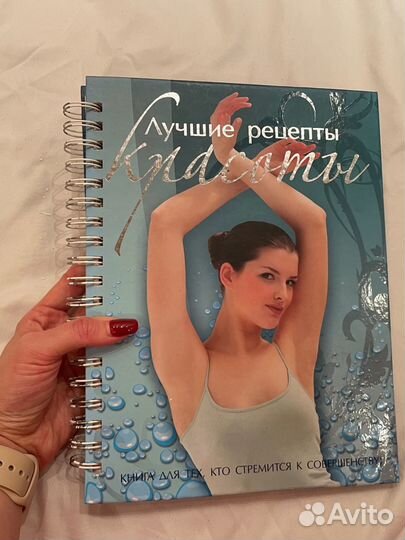 Лучшие рецепты
красоты
КНИГА ДЛЯ ТЕХ, КТО СТРЕМИТСЯ К СОВЕРШЕНСТВУ
Avito